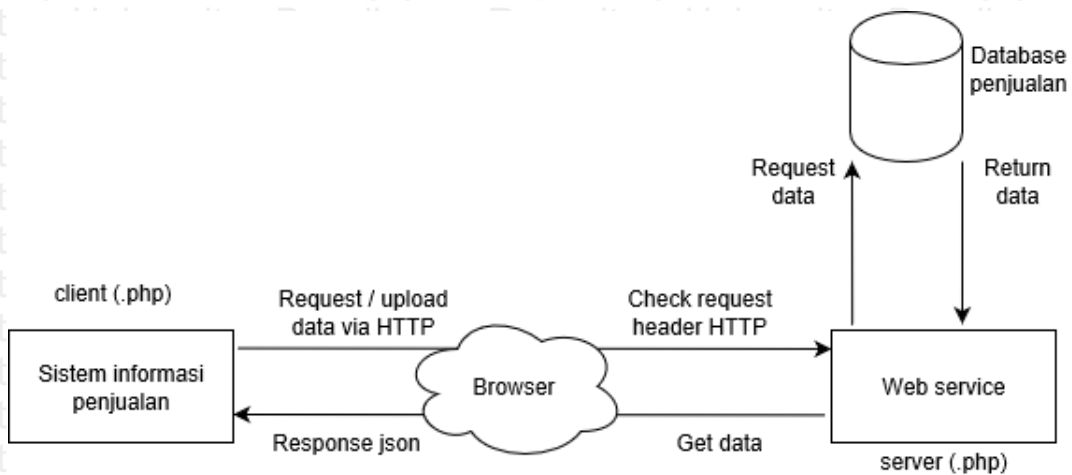 Database
penjualan
Request
data
Return
data
client (.php)
Request / upload
data via HTTP
Check request
header HTTP
Sistem informasi
penjualan
Browser
Web service
Response json
Get data
server (.php)